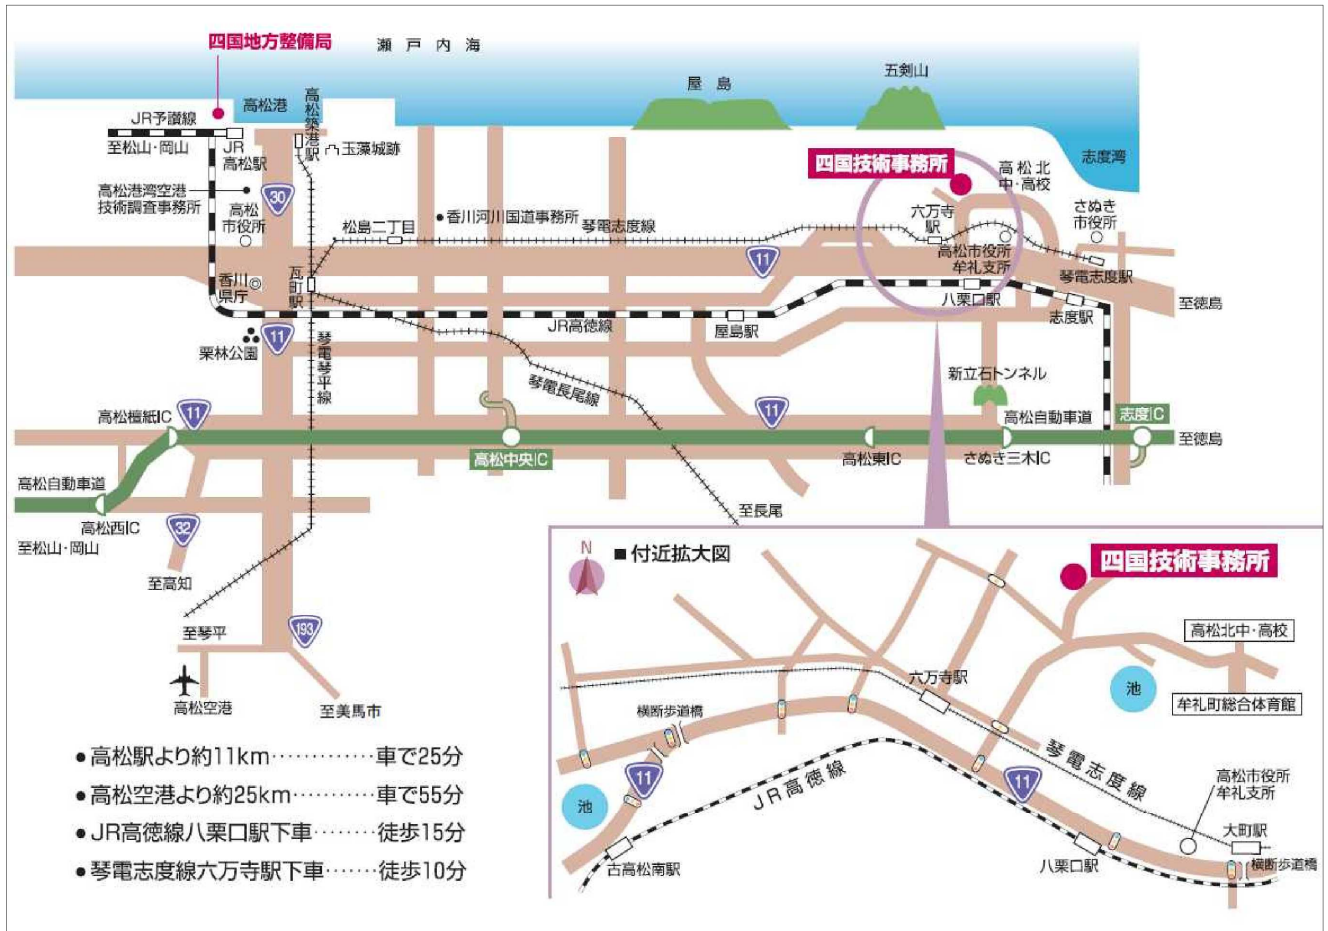 四国地方整備局
瀬戸内海
屋島
五剣山
JR予讃線
至松山・岡山
JR
高松駅
高松港
高松築港駅
玉藻城跡
四国技術事務所
高松北
中・高校
志度湾
高松港湾空港
技術調査事務所
高松
市役所
30
松島二丁目
香川河川国道事務所
琴電志度線
六万寺
駅
さぬき
市役所
11
高松市役所
牟礼支所
琴電志度駅
香川
県庁
瓦町駅
八栗口駅
志度駅
至徳島
11
栗林公園
琴電琴平線
JR高徳線
屋島駅
琴電長尾線
新立石トンネル
高松檀紙IC
11
11
高松自動車道
志度IC
高松中央IC
高松東IC
さぬき三木IC
至徳島
高松自動車道
高松西IC
32
至松山・岡山
至長尾
至高知
至琴平
193
高松空港
至美馬市
●高松駅より約11km…………車で25分
●高松空港より約25km………車で55分
●JR高徳線八栗口駅下車………徒歩15分
●琴電志度線六万寺駅下車……徒歩10分
N
■付近拡大図
四国技術事務所
高松北中・高校
池
牟礼町総合体育館
六万寺駅
横断歩道橋
11
池
JR高徳線
琴電志度線
11
高松市役所
牟礼支所
大町駅
古高松南駅
八栗口駅
横断歩道橋